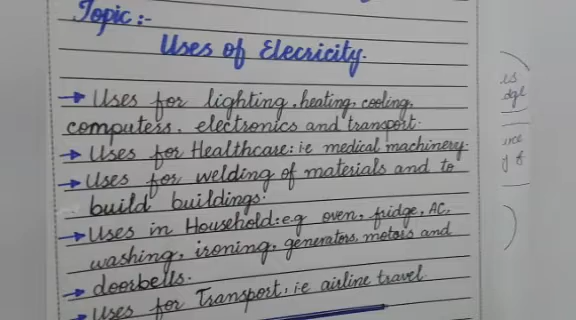 Topic:-
Uses of Elecricity.
→ Uses for lighting, heating, cooling,
computers, electronics and transport.
→ Uses for Healthcare: ie medical machinery.
→ Uses for welding of materials and to
build buildings.
→ Uses in Household: e.g oven, fridge, AC,
washing, ironing, generators, motors and
→ doorbells.
→ Uses for Transport, ie airline travel